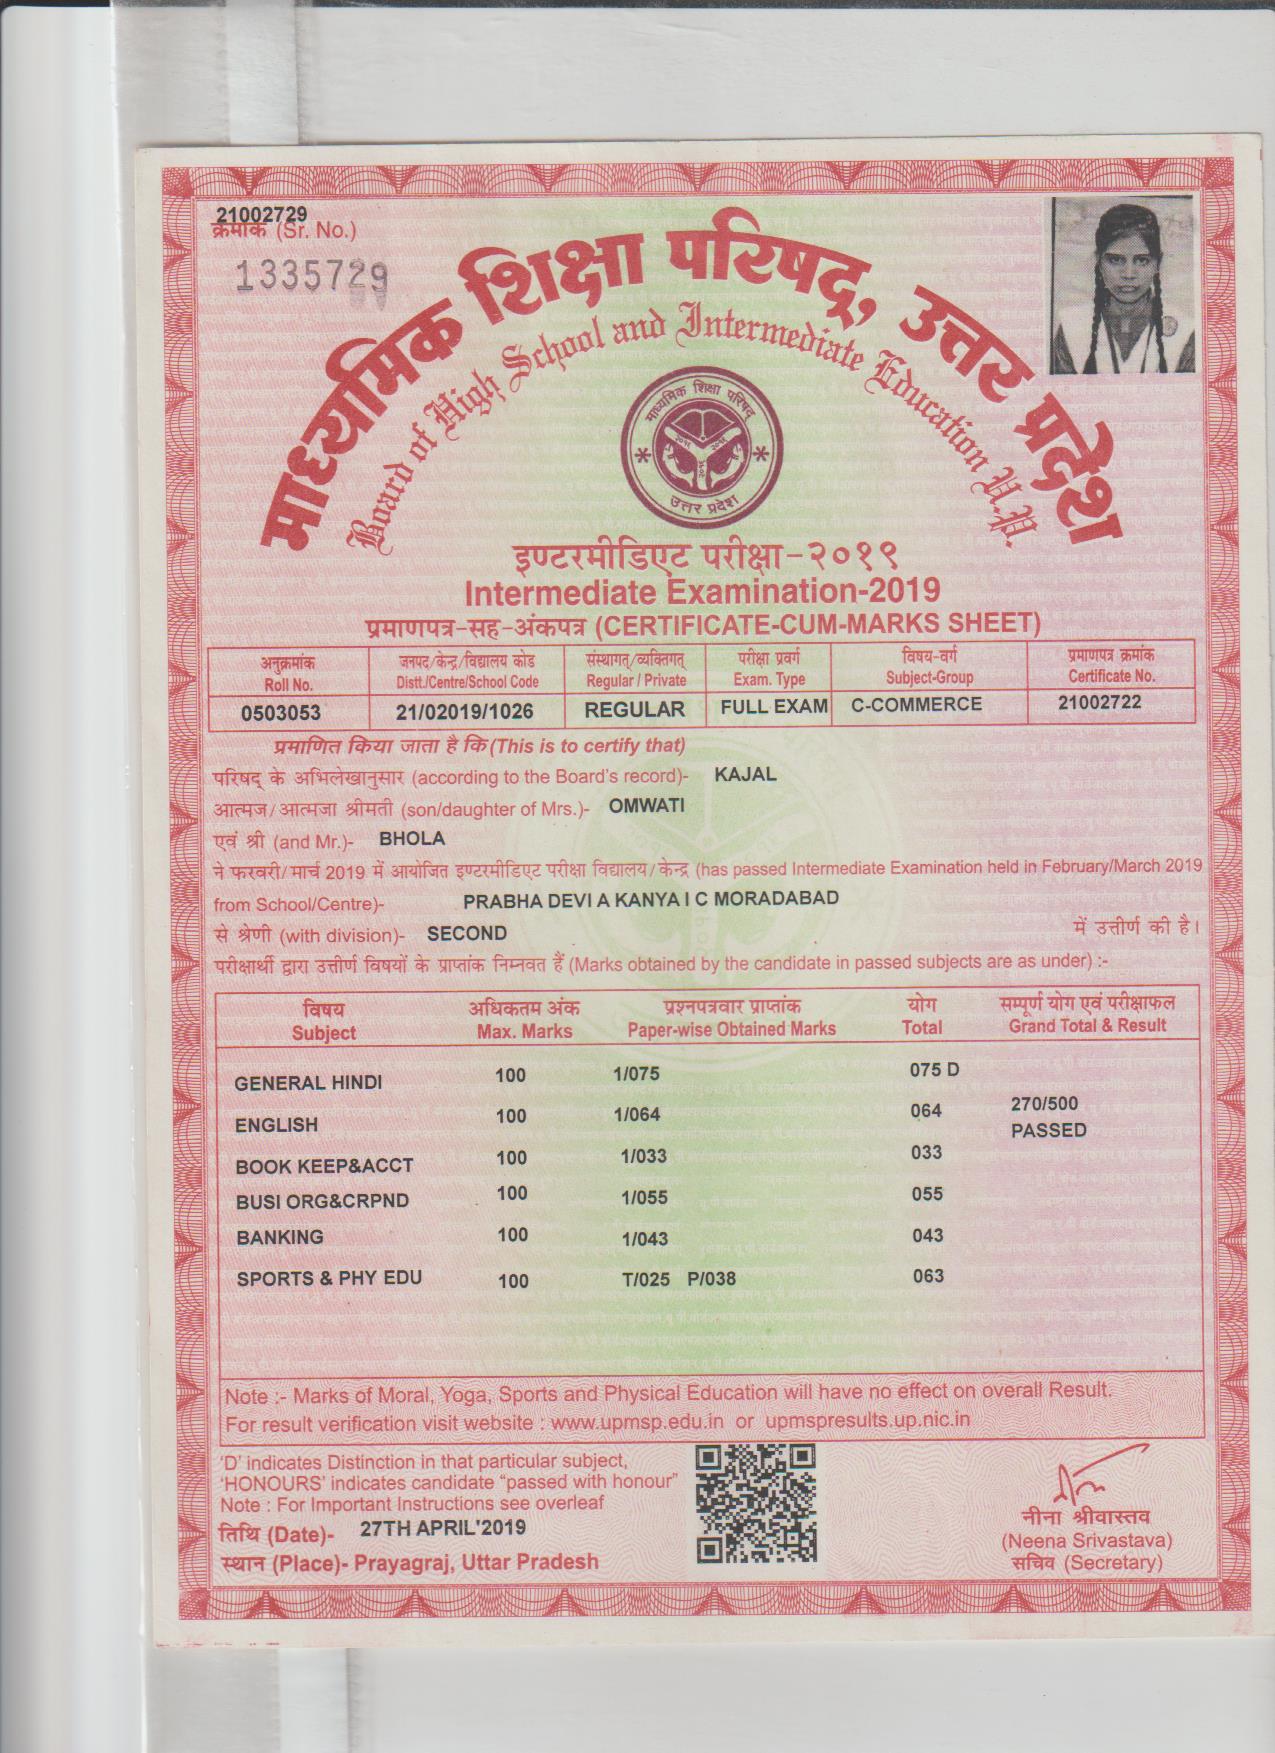 21002729
क्रमांक (Sr. No.)
1335729
माध्यमिक शिक्षा परिषद्, उत्तर प्रदेश
Board of High School and Intermediate Education U.P.
माध्यमिक शिक्षा परिषद्
उत्तर प्रदेश
इण्टरमीडिएट परीक्षा-२०१९
Intermediate Examination-2019
प्रमाणपत्र-सह-अंकपत्र (CERTIFICATE-CUM-MARKS SHEET)
अनुक्रमांक जनपद/केन्द्र/विद्यालय कोड संस्थागत्/व्यक्तिगत् परीक्षा प्रवर्ग विषय-वर्ग प्रमाणपत्र क्रमांक
Roll No. Distt./Centre/School Code Regular / Private Exam. Type Subject-Group Certificate No.
0503053 21/02019/1026 REGULAR FULL EXAM C-COMMERCE 21002722
प्रमाणित किया जाता है कि (This is to certify that)
परिषद् के अभिलेखानुसार (according to the Board's record)- KAJAL
आत्मज/आत्मजा श्रीमती (son/daughter of Mrs.)- OMWATI
एवं श्री (and Mr.)- BHOLA
ने फरवरी/मार्च 2019 में आयोजित इण्टरमीडिएट परीक्षा विद्यालय/केन्द्र (has passed Intermediate Examination held in February/March 2019
from School/Centre)- PRABHA DEVI A KANYA I C MORADABAD
से श्रेणी (with division)- SECOND में उत्तीर्ण की है।
परीक्षार्थी द्वारा उत्तीर्ण विषयों के प्राप्तांक निम्नवत हैं (Marks obtained by the candidate in passed subjects are as under) :-
विषय अधिकतम अंक प्रश्नपत्रवार प्राप्तांक योग सम्पूर्ण योग एवं परीक्षाफल
Subject Max. Marks Paper-wise Obtained Marks Total Grand Total & Result
GENERAL HINDI 100 1/075 075 D
ENGLISH 100 1/064 064 270/500
PASSED
BOOK KEEP&ACCT 100 1/033 033
BUSI ORG&CRPND 100 1/055 055
BANKING 100 1/043 043
SPORTS & PHY EDU 100 T/025 P/038 063
Note :- Marks of Moral, Yoga, Sports and Physical Education will have no effect on overall Result.
For result verification visit website : www.upmsp.edu.in or upmspresults.up.nic.in
'D' indicates Distinction in that particular subject,
'HONOURS' indicates candidate "passed with honour"
Note : For Important Instructions see overleaf
तिथि (Date)- 27TH APRIL'2019
स्थान (Place)- Prayagraj, Uttar Pradesh
नीना श्रीवास्तव
(Neena Srivastava)
सचिव (Secretary)